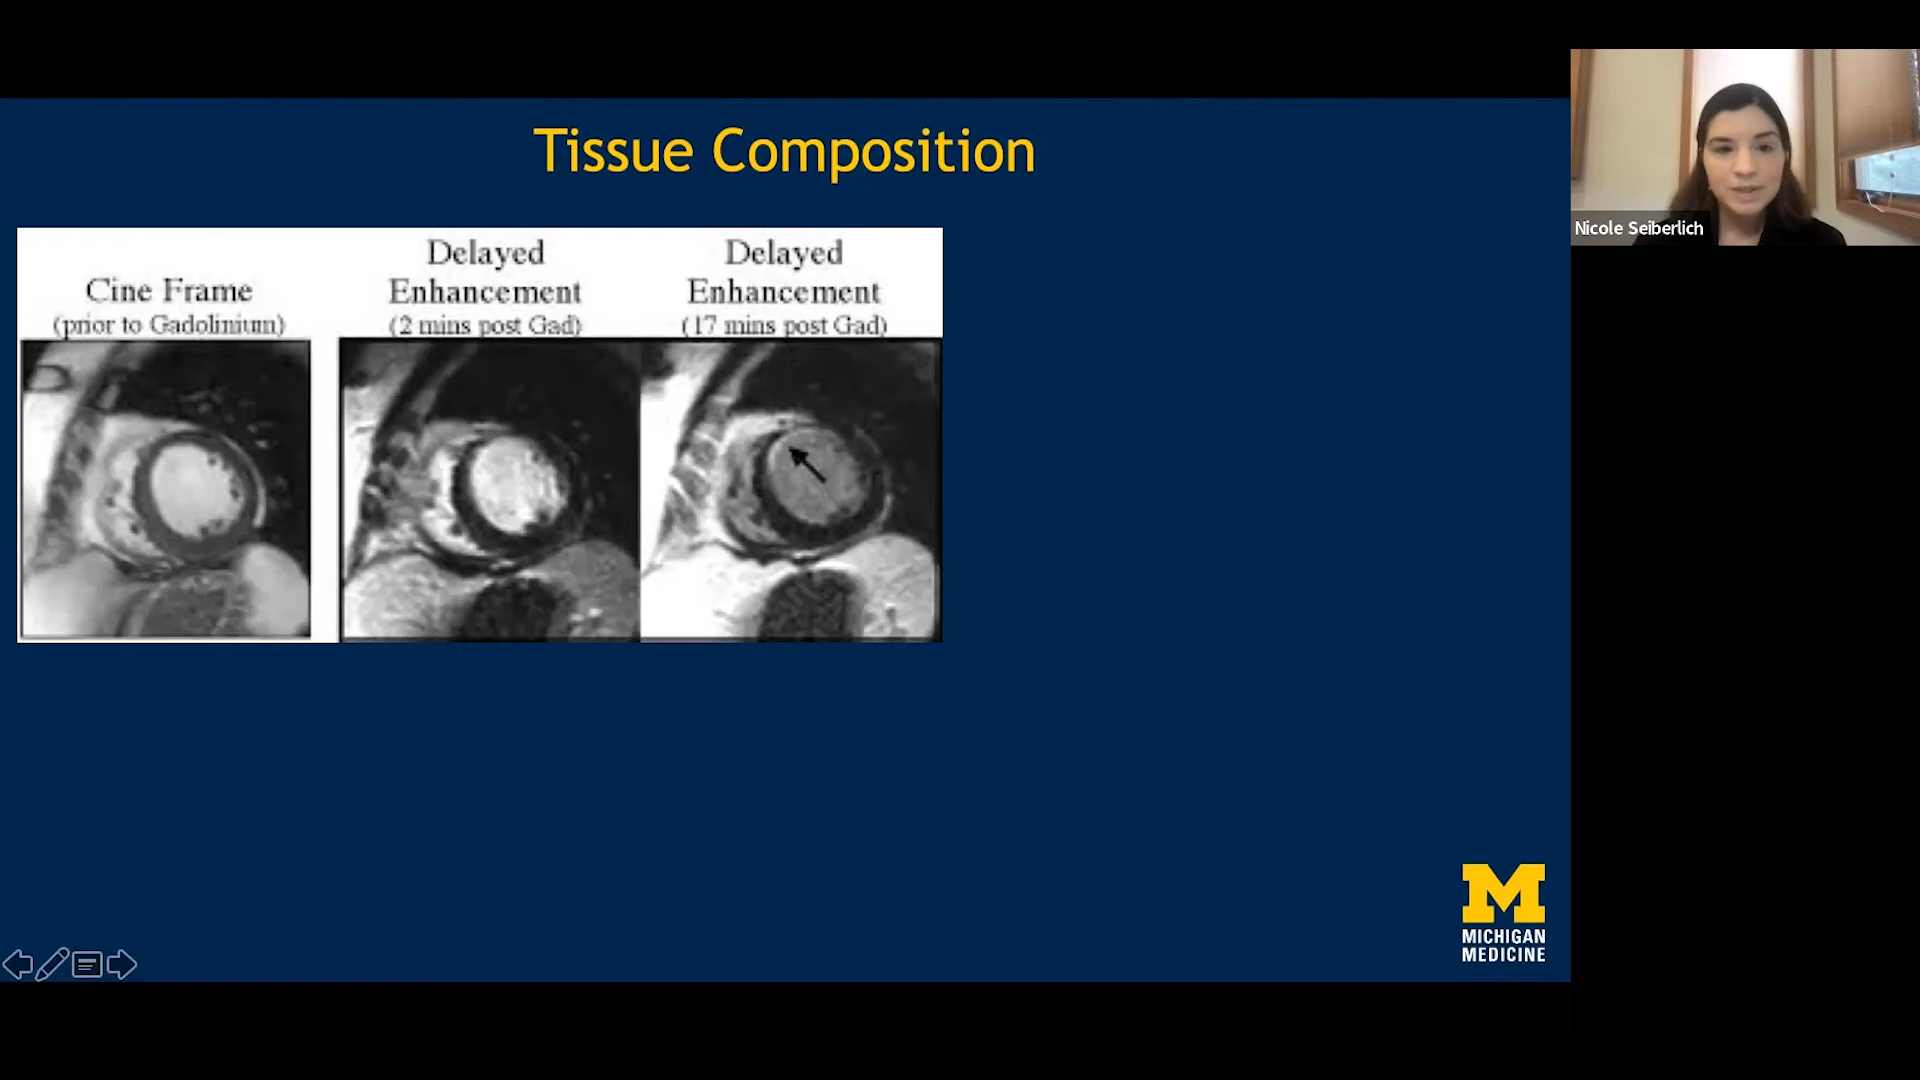 Tissue Composition
Nicole Seiberlich
Cine Frame
(prior to Gadolinium)
Delayed
Enhancement
(2 mins post Gad)
Delayed
Enhancement
(17 mins post Gad)
MICHIGAN
MEDICINE